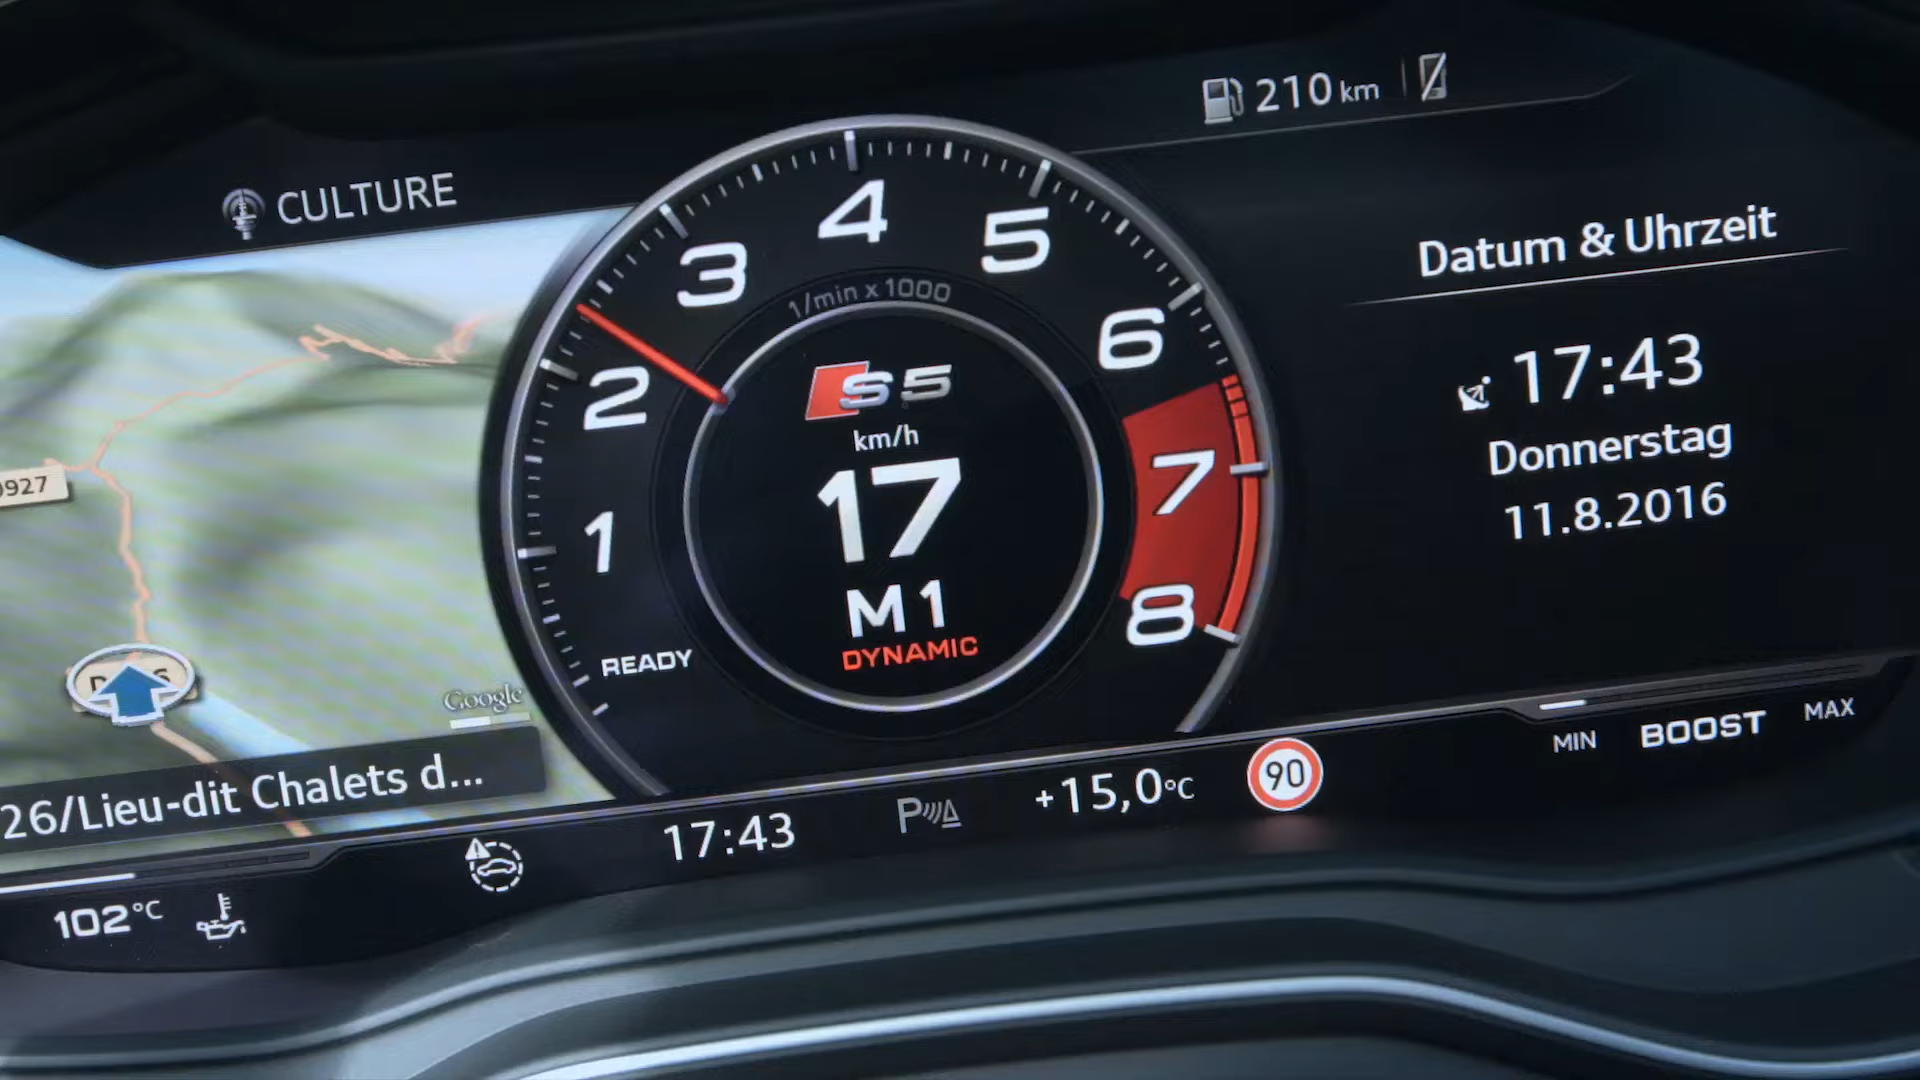 210 km
CULTURE
Datum & Uhrzeit
17:43
Donnerstag
11.8.2016
1
2
3
4
5
6
7
8
1/min x 1000
S5
km/h
17
M1
DYNAMIC
READY
927
Google
26/Lieu-dit Chalets d...
102°C
17:43
P
+15,0°C
90
MIN BOOST MAX